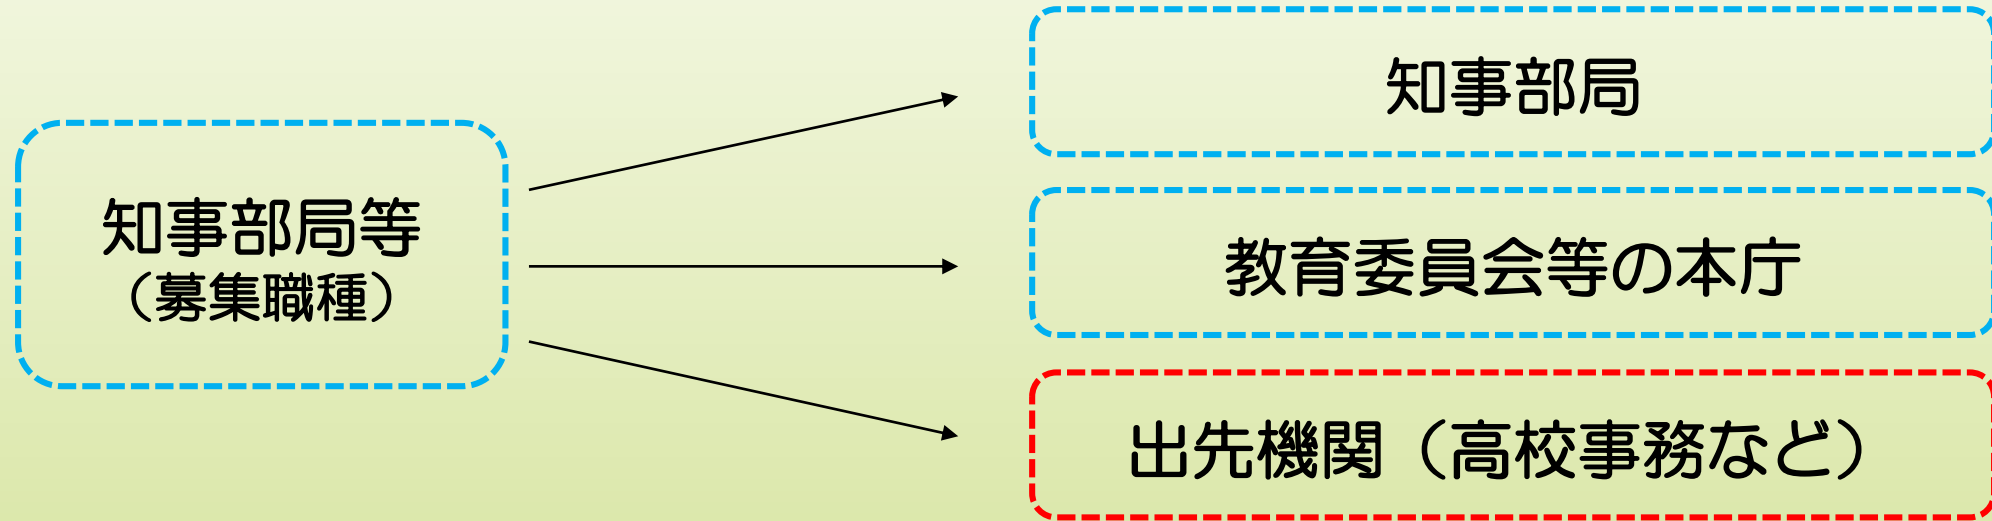 知事部局等
（募集職種）
知事部局
教育委員会等の本庁
出先機関（高校事務など）